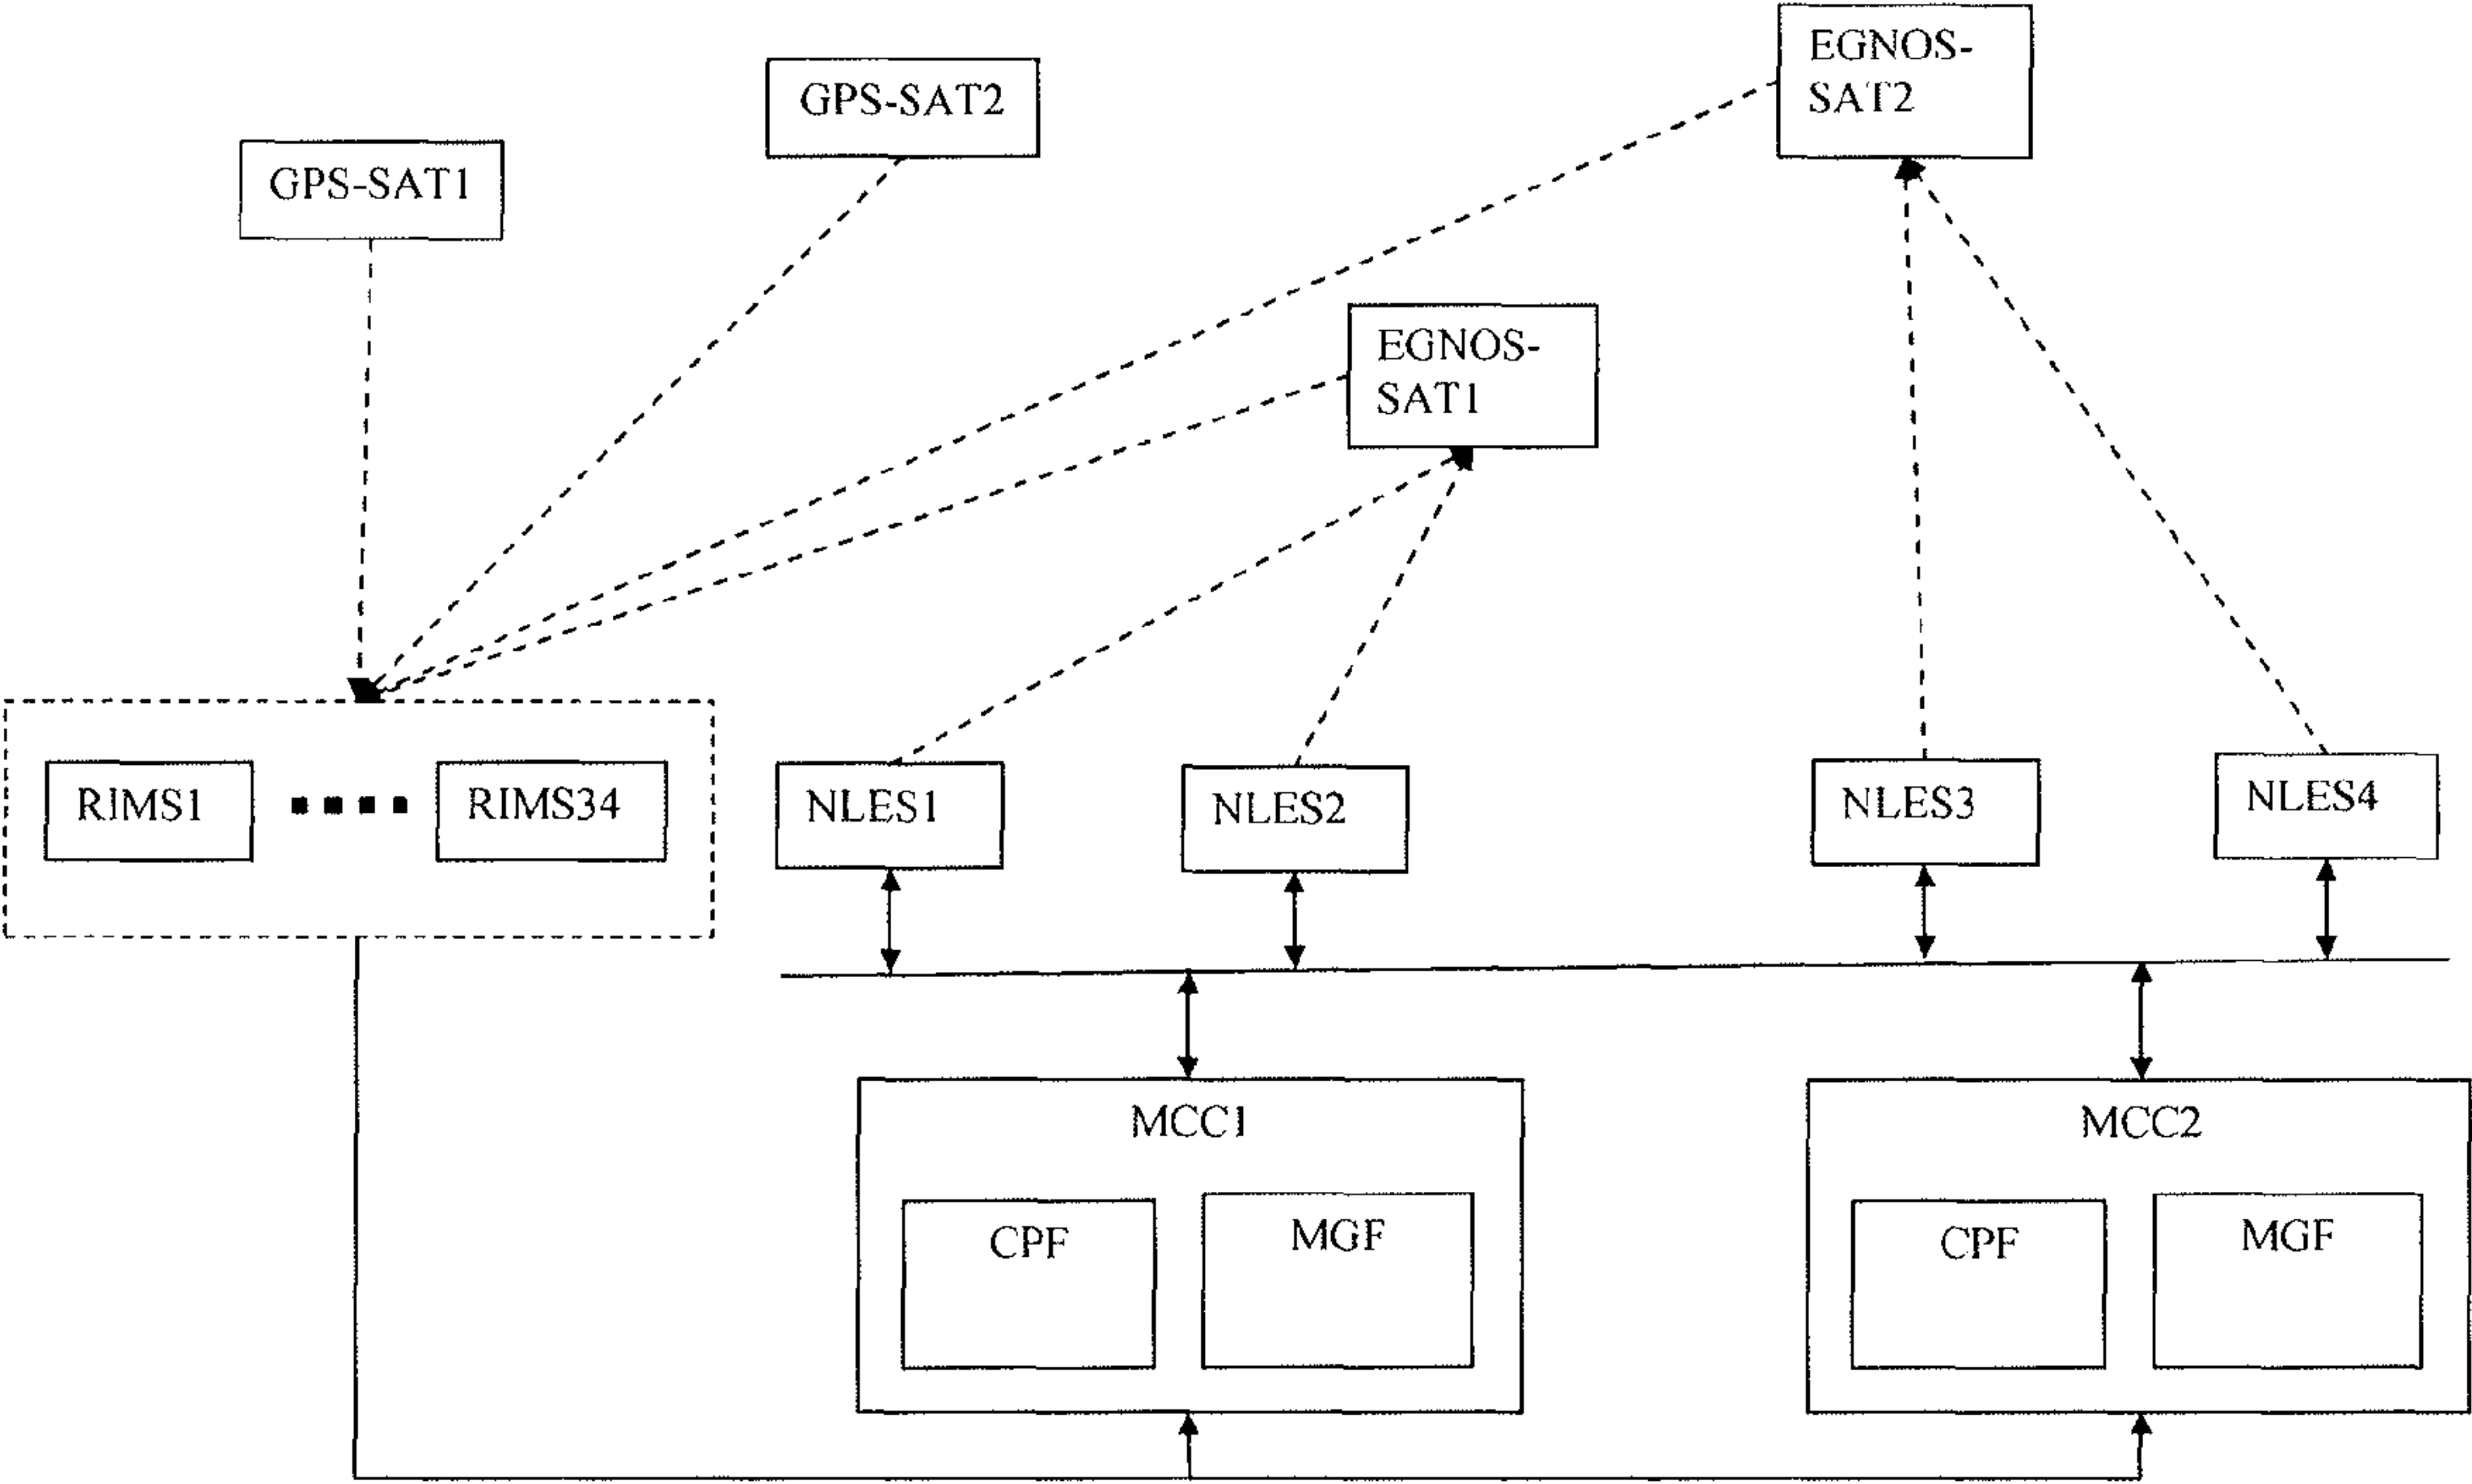 EGNOS-
SAT2
GPS-SAT2
GPS-SAT1
EGNOS-
SAT1
RIMS1
RIMS34
NLES1
NLES2
NLES3
NLES4
MCC1
MCC2
CPF
MGF
CPF
MGF